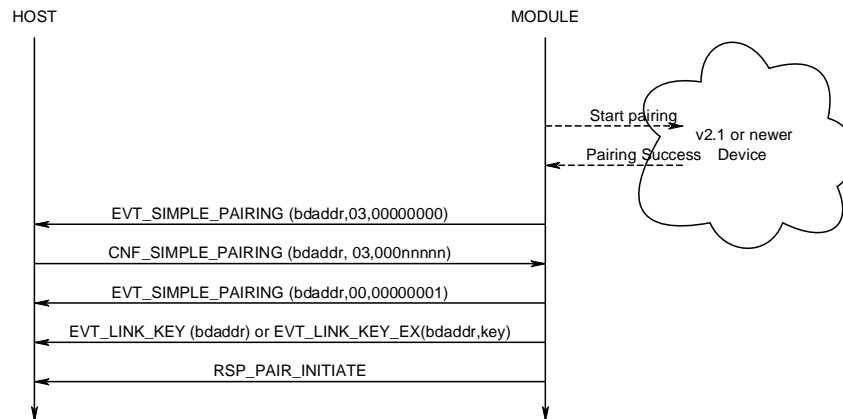 HOST
MODULE
Start pairing
v2.1 or newer
Device
Pairing Success
EVT_SIMPLE_PAIRING (bdaddr,03,00000000)
CNF_SIMPLE_PAIRING (bdaddr, 03,000nnnnn)
EVT_SIMPLE_PAIRING (bdaddr,00,00000001)
EVT_LINK_KEY (bdaddr) or EVT_LINK_KEY_EX(bdaddr,key)
RSP_PAIR_INITIATE